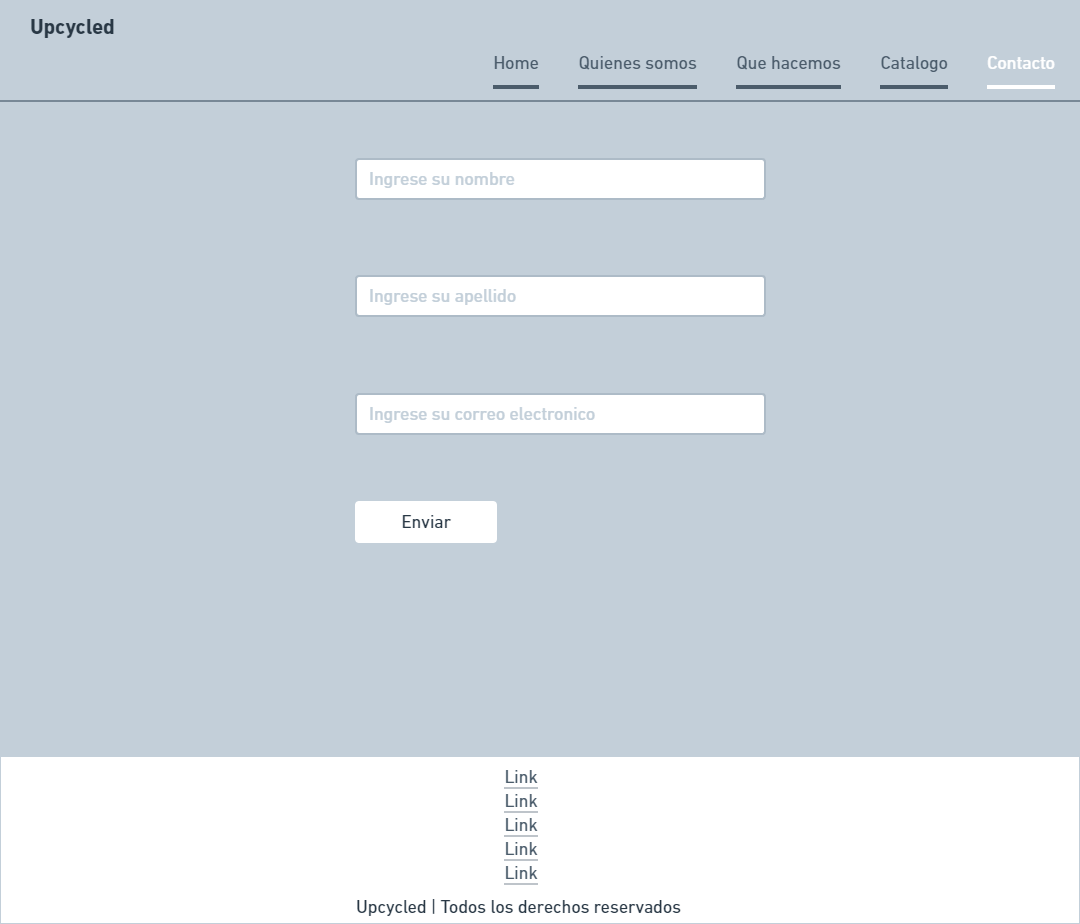 Upcycled
Home Quienes somos Que hacemos Catalogo Contacto
Ingrese su nombre
Ingrese su apellido
Ingrese su correo electronico
Enviar
Link
Link
Link
Link
Link
Upcycled | Todos los derechos reservados